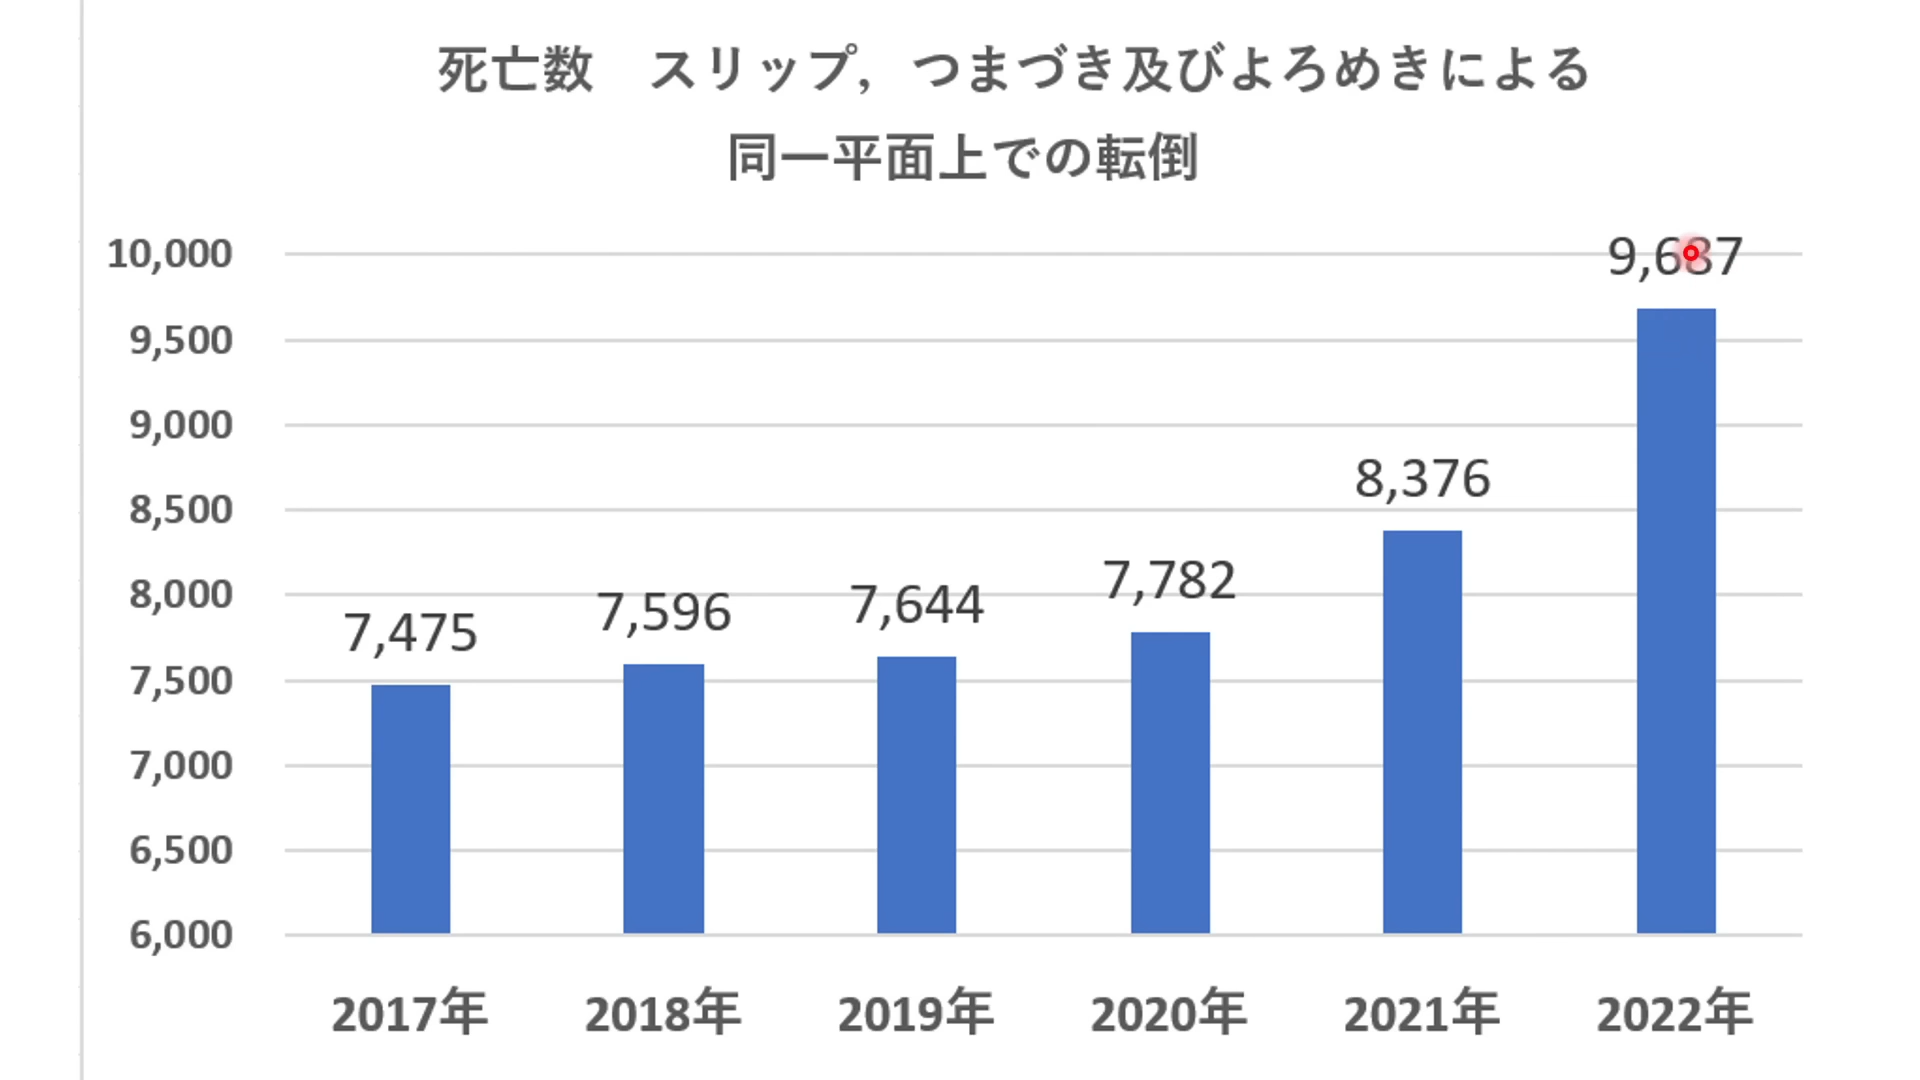 死亡数　スリップ，つまづき及びよろめきによる
同一平面上での転倒
10,000
9,500
9,000
8,500
8,000
7,500
7,000
6,500
6,000
7,475
7,596
7,644
7,782
8,376
9,687
2017年
2018年
2019年
2020年
2021年
2022年